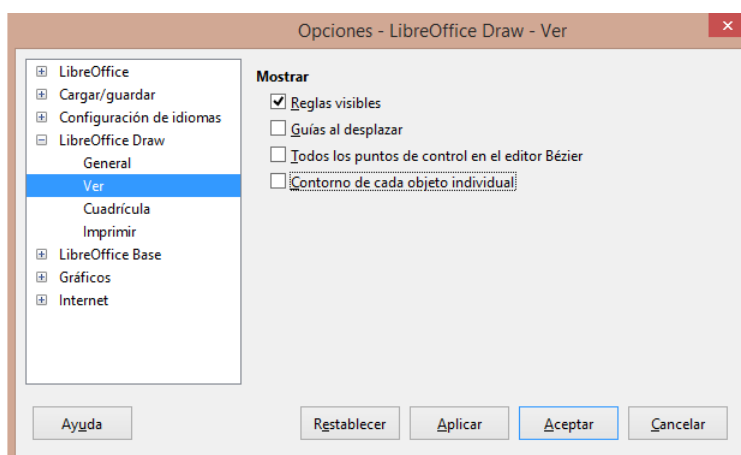 Opciones - LibreOffice Draw - Ver
LibreOffice
Cargar/guardar
Configuración de idiomas
LibreOffice Draw
General
Ver
Cuadrícula
Imprimir
LibreOffice Base
Gráficos
Internet
Mostrar
Reglas visibles
Guías al desplazar
Todos los puntos de control en el editor Bézier
Contorno de cada objeto individual
Ayuda
Restablecer
Aplicar
Aceptar
Cancelar